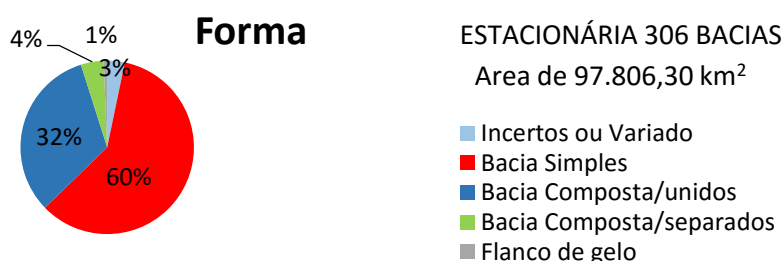 Forma
4%
1%
3%
32%
60%
ESTACIONÁRIA 306 BACIAS
Area de 97.806,30 km²
Incertos ou Variado
Bacia Simples
Bacia Composta/unidos
Bacia Composta/separados
Flanco de gelo